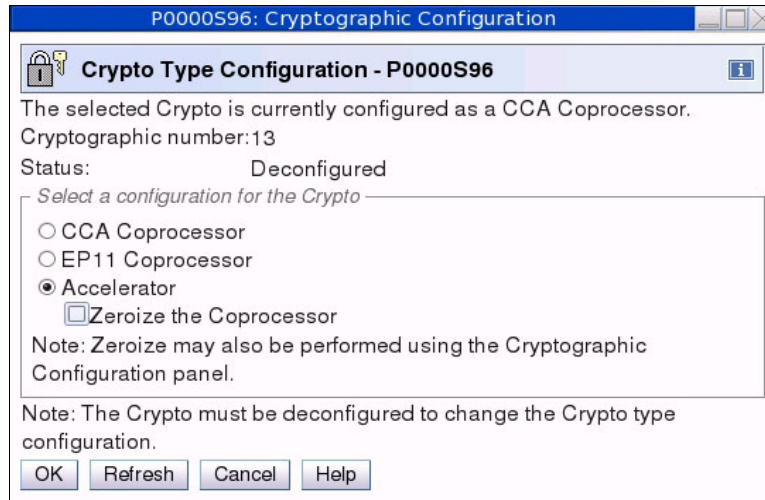 P0000S96: Cryptographic Configuration
Crypto Type Configuration - P0000S96
i
The selected Crypto is currently configured as a CCA Coprocessor.
Cryptographic number:13
Status: Deconfigured
Select a configuration for the Crypto
CCA Coprocessor
EP11 Coprocessor
Accelerator
Zeroize the Coprocessor
Note: Zeroize may also be performed using the Cryptographic
Configuration panel.
Note: The Crypto must be deconfigured to change the Crypto type
configuration.
OK Refresh Cancel Help